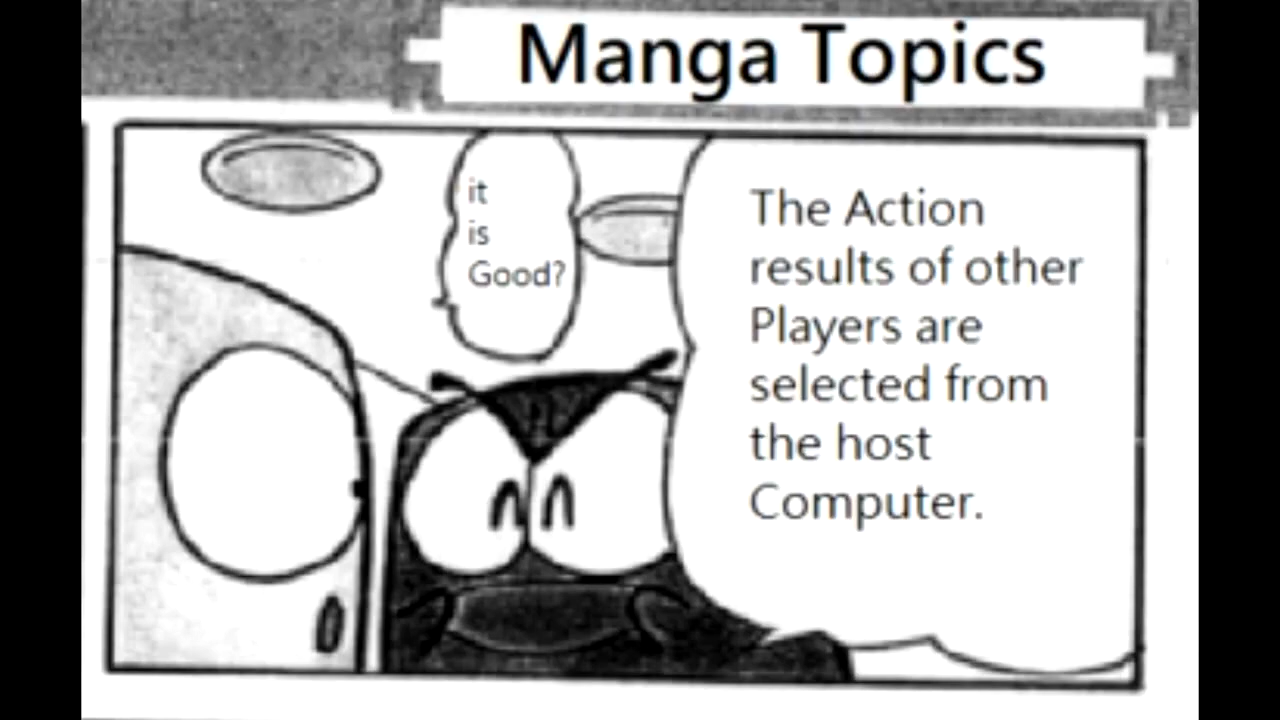 Manga Topics
it
is
Good?
The Action
results of other
Players are
selected from
the host
Computer.